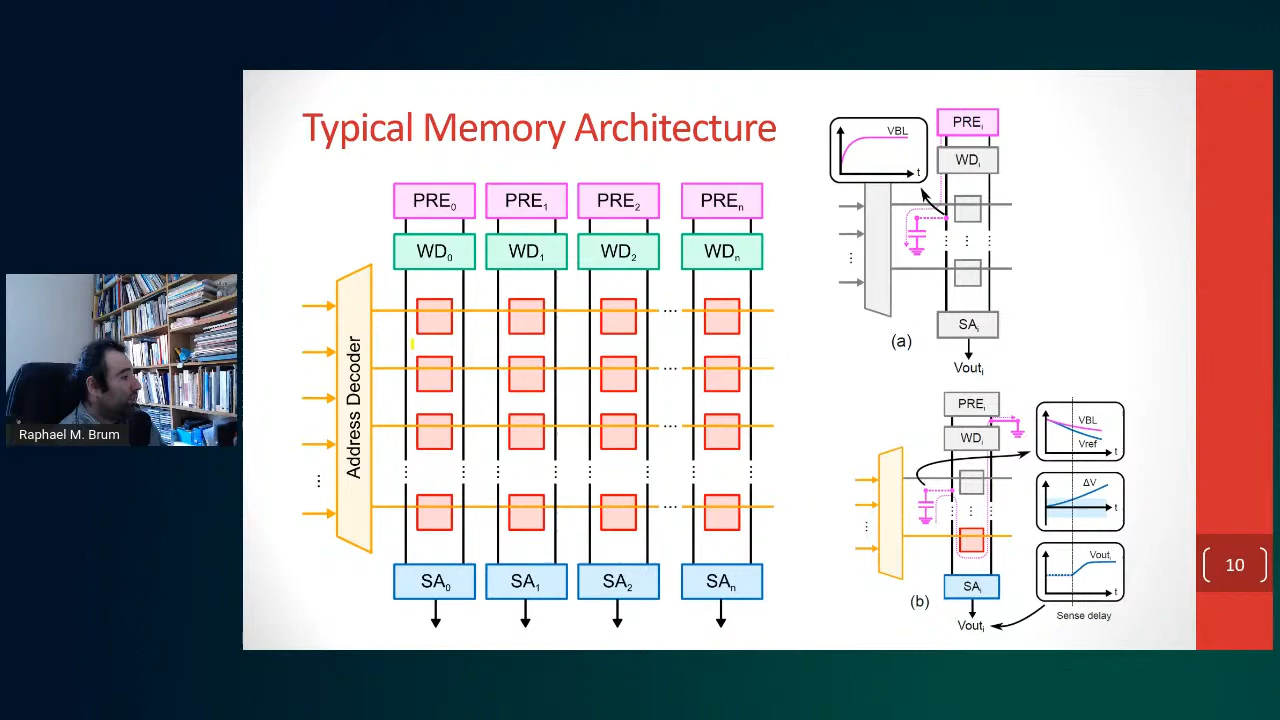 Typical Memory Architecture
PRE0 PRE1 PRE2 PREn
WD0 WD1 WD2 WDn
Address Decoder
...
...
...
...
SA0 SA1 SA2 SAn
PREi
VBL
t
WDi
SAi
(a)
Vouti
PREi
WDi
VBL
Vref
t
ΔV
t
Vouti
t
SAi
(b)
Vouti
Sense delay
10
Raphael M. Brum